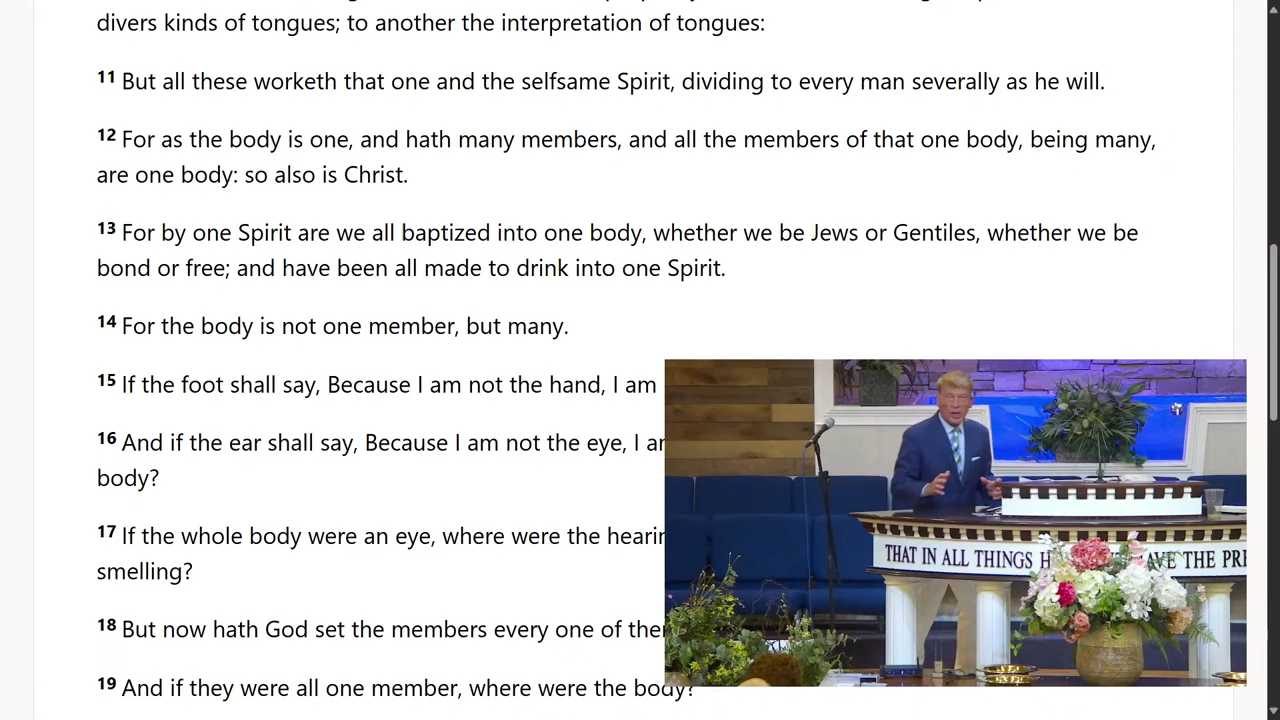 divers kinds of tongues; to another the interpretation of tongues:
11 But all these worketh that one and the selfsame Spirit, dividing to every man severally as he will.
12 For as the body is one, and hath many members, and all the members of that one body, being many,
are one body: so also is Christ.
13 For by one Spirit are we all baptized into one body, whether we be Jews or Gentiles, whether we be
bond or free; and have been all made to drink into one Spirit.
14 For the body is not one member, but many.
15 If the foot shall say, Because I am not the hand, I am
16 And if the ear shall say, Because I am not the eye, I
body?
17 If the whole body were an eye, where were the
smelling?
18 But now hath God set the members every one of
19 And if they were all one member, where were the body?
THAT IN ALL THINGS THE